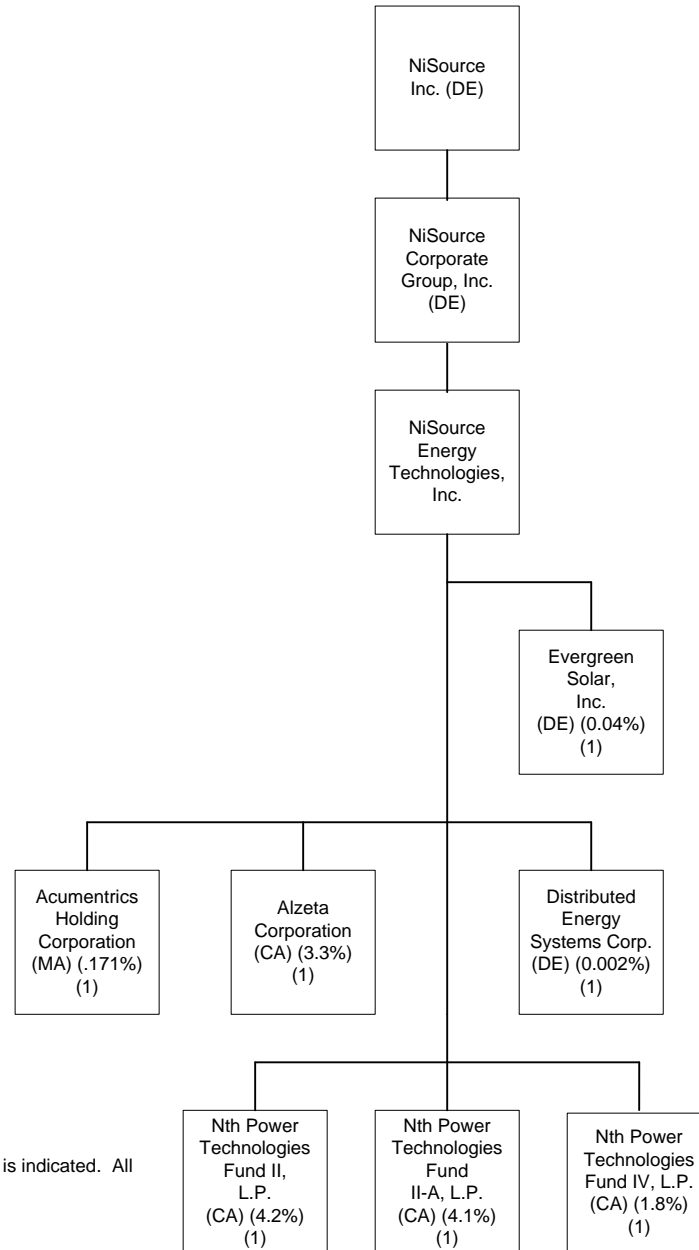 NiSource
Inc. (DE)
NiSource
Corporate
Group, Inc.
(DE)
NiSource
Energy
Technologies,
Inc.
Evergreen
Solar,
Inc.
(DE) (0.04%)
(1)
Acumentrics
Holding
Corporation
(MA) (.171%)
(1)
Alzeta
Corporation
(CA) (3.3%)
(1)
Distributed
Energy
Systems Corp.
(DE) (0.002%)
(1)
is indicated.  All
Nth Power
Technologies
Fund II,
L.P.
(CA) (4.2%)
(1)
Nth Power
Technologies
Fund
II-A, L.P.
(CA) (4.1%)
(1)
Nth Power
Technologies
Fund IV, L.P.
(CA) (1.8%)
(1)